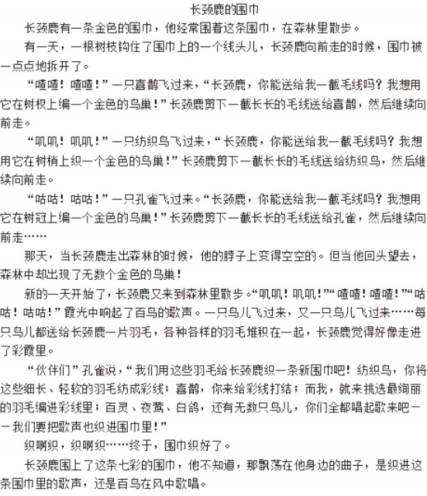 长颈鹿的围巾
长颈鹿有一条金色的围巾，他经常围着这条围巾，在森林里散步。
有一天，一根树枝钩住了围巾上的一个线头儿，长颈鹿向前走的时候，围巾被
一点点地拆开了。
“喳喳！喳喳！”一只喜鹊飞过来，“长颈鹿，你能送给我一截毛线吗？我想用
它在树杈上编一个金色的鸟巢！”长颈鹿剪下一截长长的毛线送给喜鹊，然后继续向
前走。
“叽叽！叽叽！”一只纺织鸟飞过来，“长颈鹿，你能送给我一截毛线吗？我想
用它在树梢上织一个金色的鸟巢！”长颈鹿剪下一截长长的毛线送给纺织鸟，然后继
续向前走。
“咕咕！咕咕！”一只孔雀飞过来。“长颈鹿，你能送给我一截毛线吗？我想用
它在树冠上编一个金色的鸟巢！”长颈鹿剪下一截长长的毛线送给孔雀，然后继续向
前走……
那天，当长颈鹿走出森林的时候，他的脖子上变得空空的。但当他回头望去，
森林中却出现了无数个金色的鸟巢！
新的一天开始了，长颈鹿又来到森林里散步。“叽叽！叽叽！”“喳喳！喳喳！”“咕
咕！咕咕！”霞光中响起了百鸟的歌声。一只鸟儿飞过来，又一只鸟儿飞来……每
只鸟儿都送给长颈鹿一片羽毛，各种各样的羽毛堆积在一起，长颈鹿觉得好像走进
了彩霞里。
“伙伴们”孔雀说，“我们用这些羽毛给长颈鹿织一条新围巾吧！纺织鸟，你将
这些细长、轻软的羽毛纺成彩线；喜鹊，你来给彩线打结；而我，就来挑选最绚丽
的羽毛编进彩线里；百灵、夜莺、白鸽，还有无数只鸟儿，你们全都唱起歌来吧—
—我们要把歌声也织进围巾里！”
织啊织，织啊织……终于，围巾织好了。
长颈鹿围上了这条七彩的围巾，他不知道，那飘荡在他身边的曲子，是织进这
条围巾里的歌声，还是百鸟在风中歌唱。